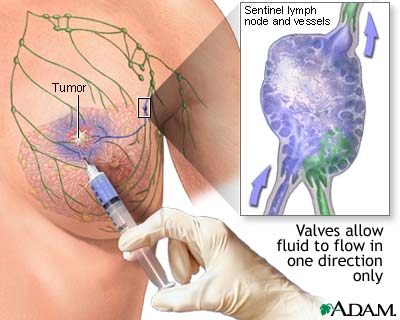 Sentinel lymph
node and vessels
Tumor
Valves allow
fluid to flow in
one direction
only
A.D.A.M.